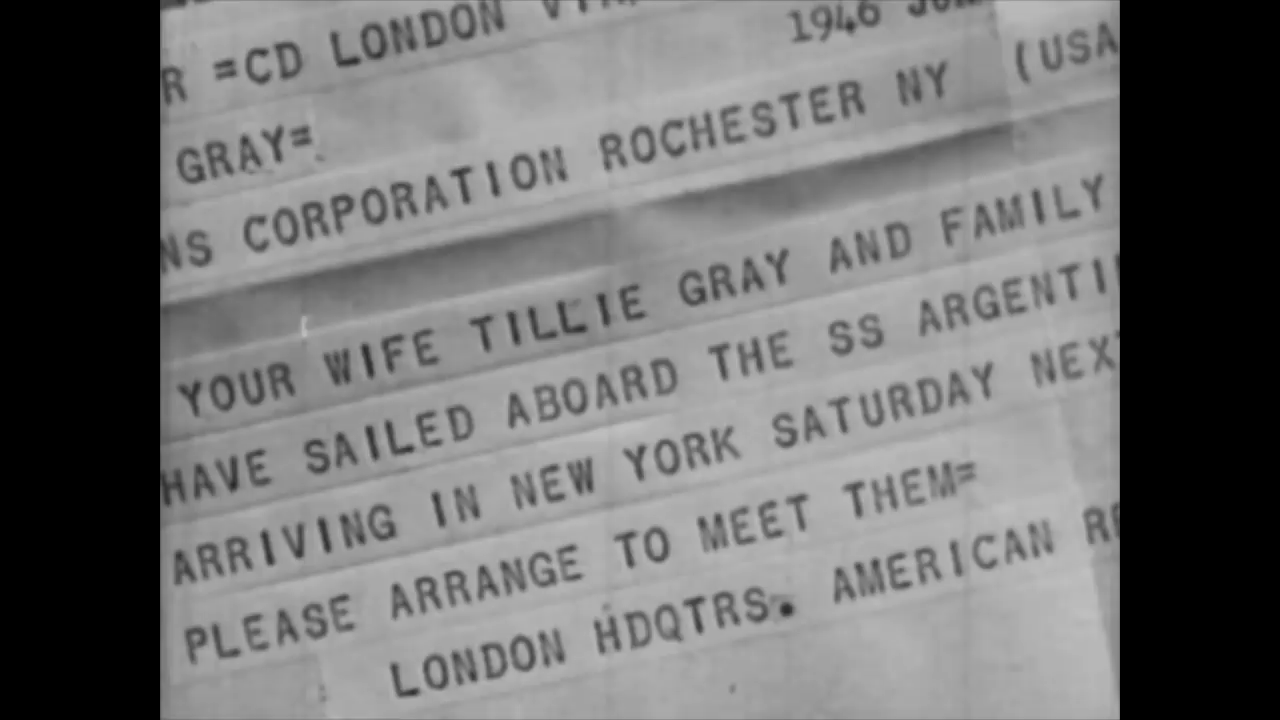 R =CD LONDON
1946
GRAY=
NS CORPORATION ROCHESTER NY (USA
YOUR WIFE TILLIE GRAY AND FAMILY
HAVE SAILED ABOARD THE SS ARGENTI
ARRIVING IN NEW YORK SATURDAY NEXT
PLEASE ARRANGE TO MEET THEM=
LONDON HDQTRS. AMERICAN